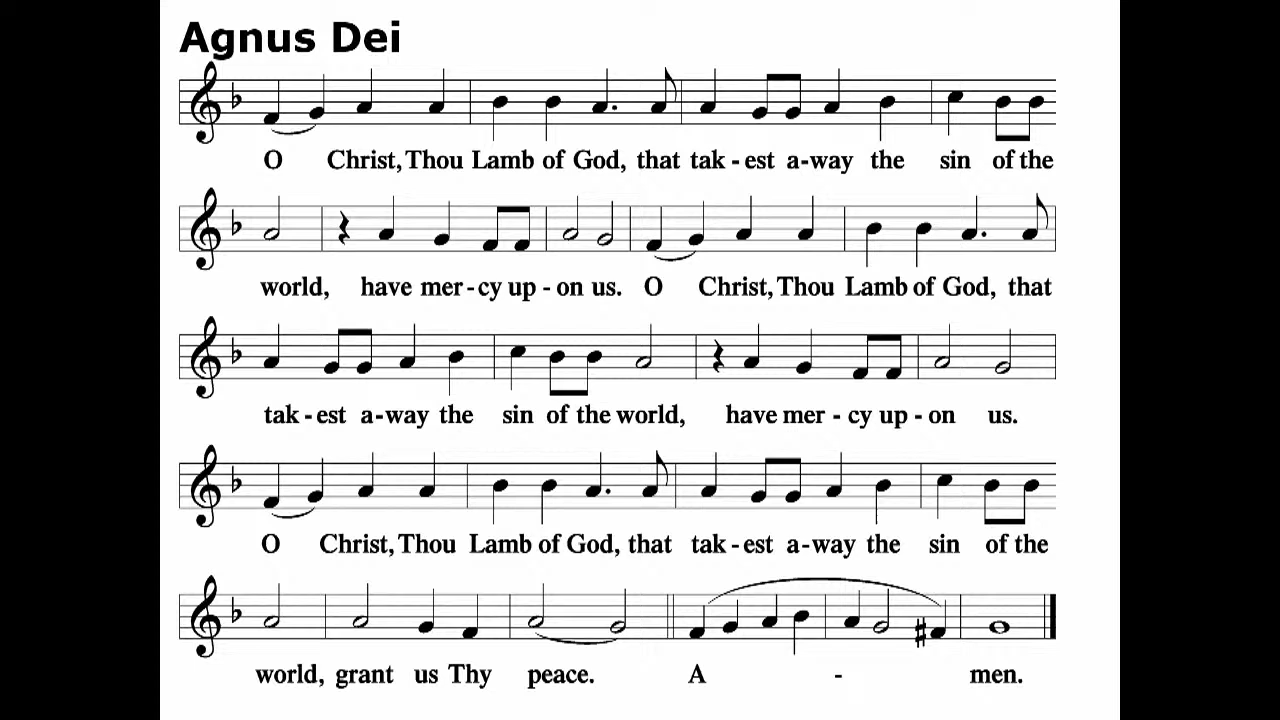 Agnus Dei
O Christ, Thou Lamb of God, that tak - est a-way the sin of the
world, have mer-cy up-on us. O Christ, Thou Lamb of God, that
tak - est a-way the sin of the world, have mer - cy up - on us.
O Christ, Thou Lamb of God, that tak - est a-way the sin of the
world, grant us Thy peace. A - men.